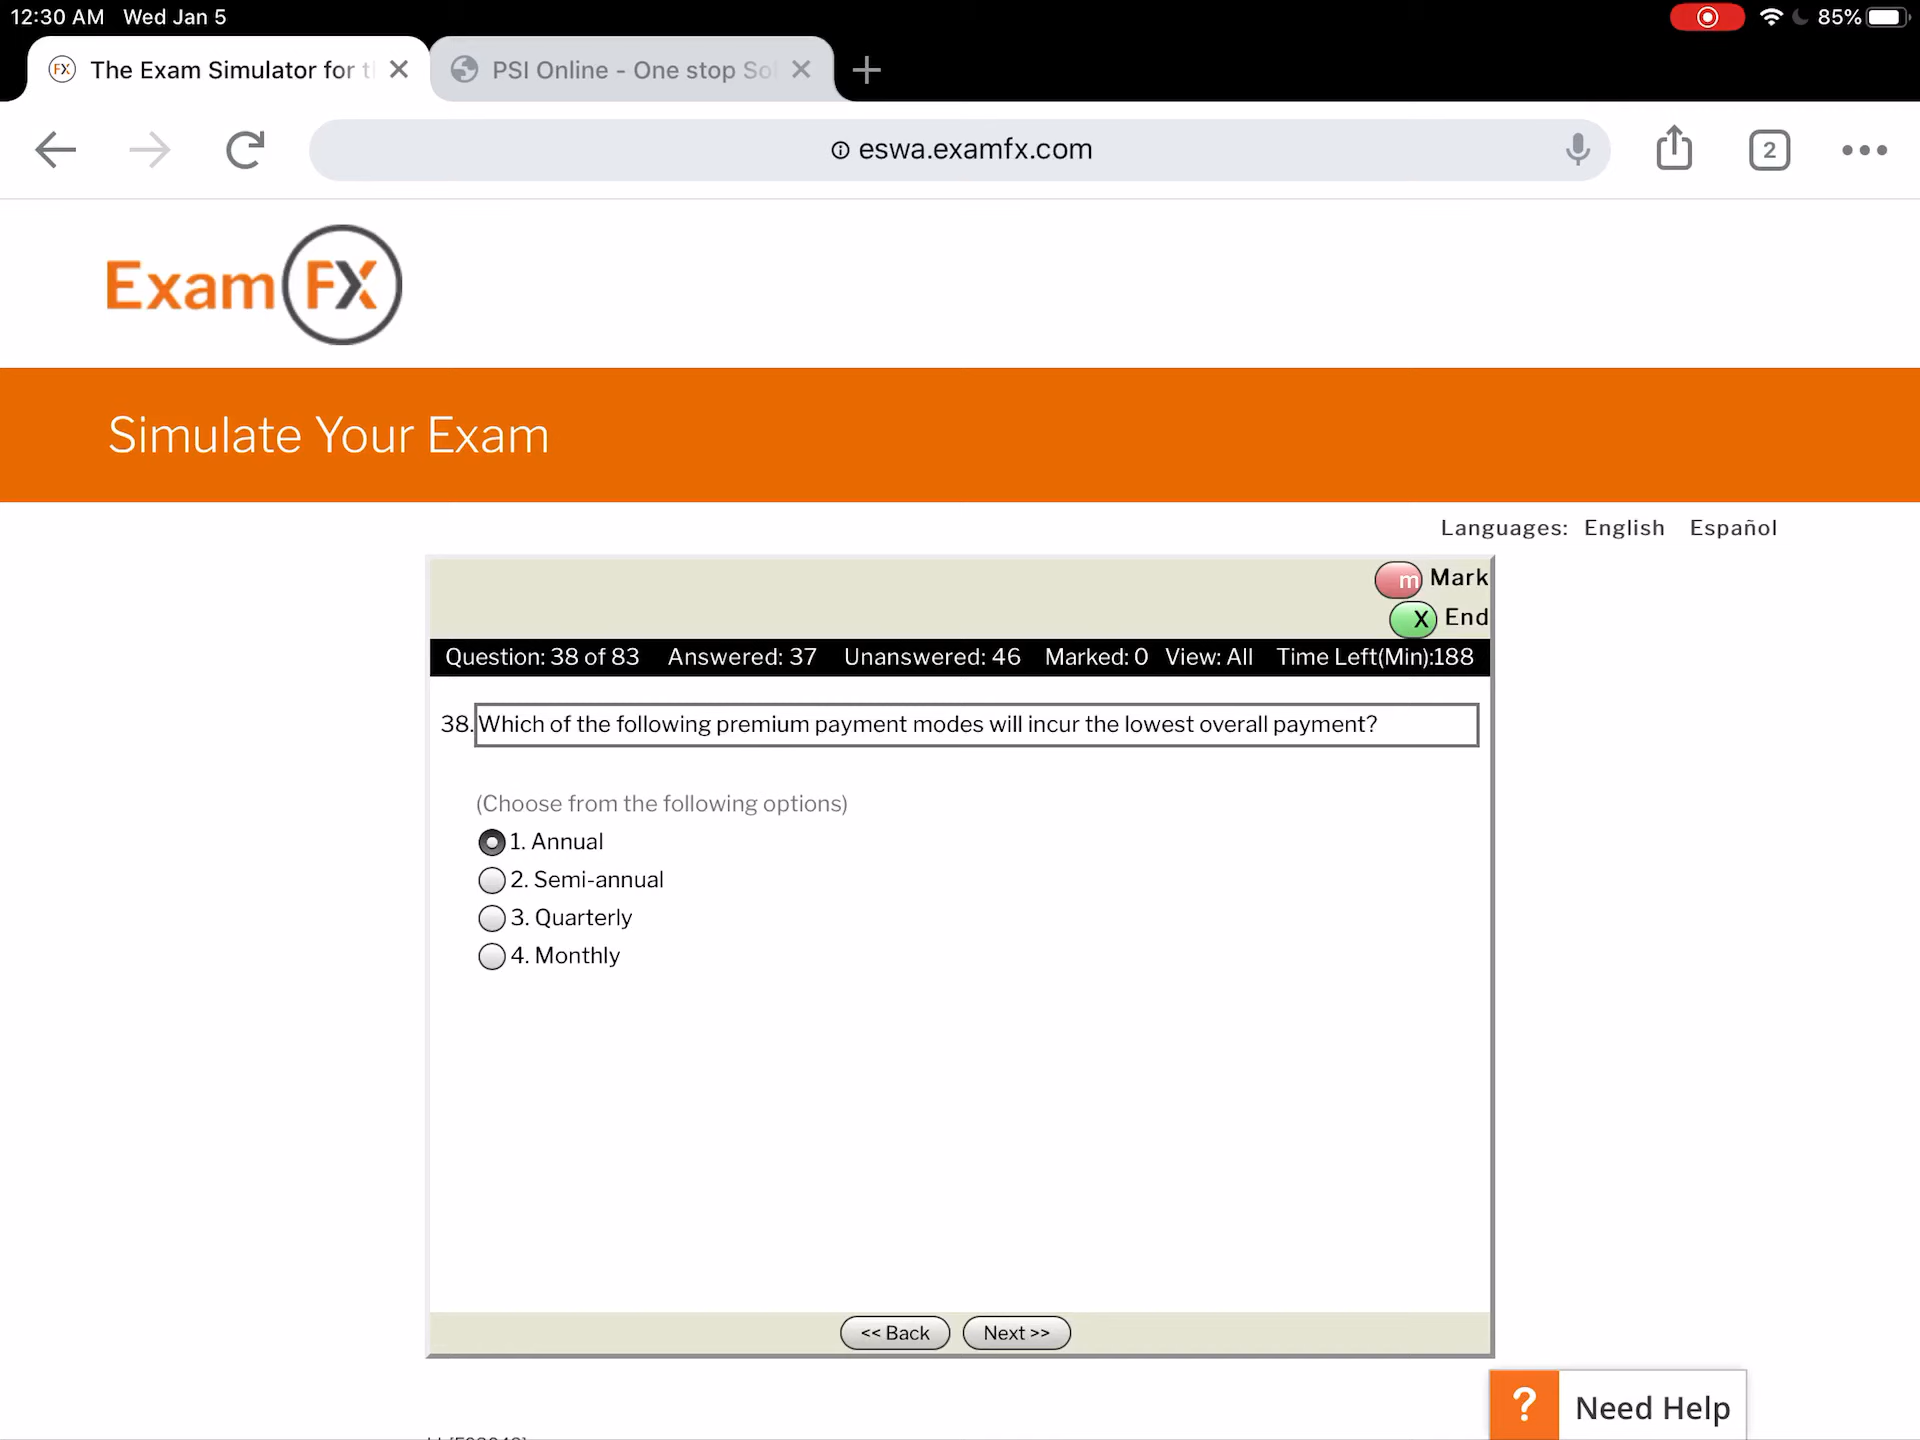 12:30 AM Wed Jan 5
85%
FX The Exam Simulator for t
PSI Online - One stop Sol
eswa.examfx.com
2
Exam FX
Simulate Your Exam
Languages: English Español
m Mark
X End
Question: 38 of 83 Answered: 37 Unanswered: 46 Marked: 0 View: All Time Left(Min):188
38. Which of the following premium payment modes will incur the lowest overall payment?
(Choose from the following options)
1. Annual
2. Semi-annual
3. Quarterly
4. Monthly
<< Back Next >>
? Need Help